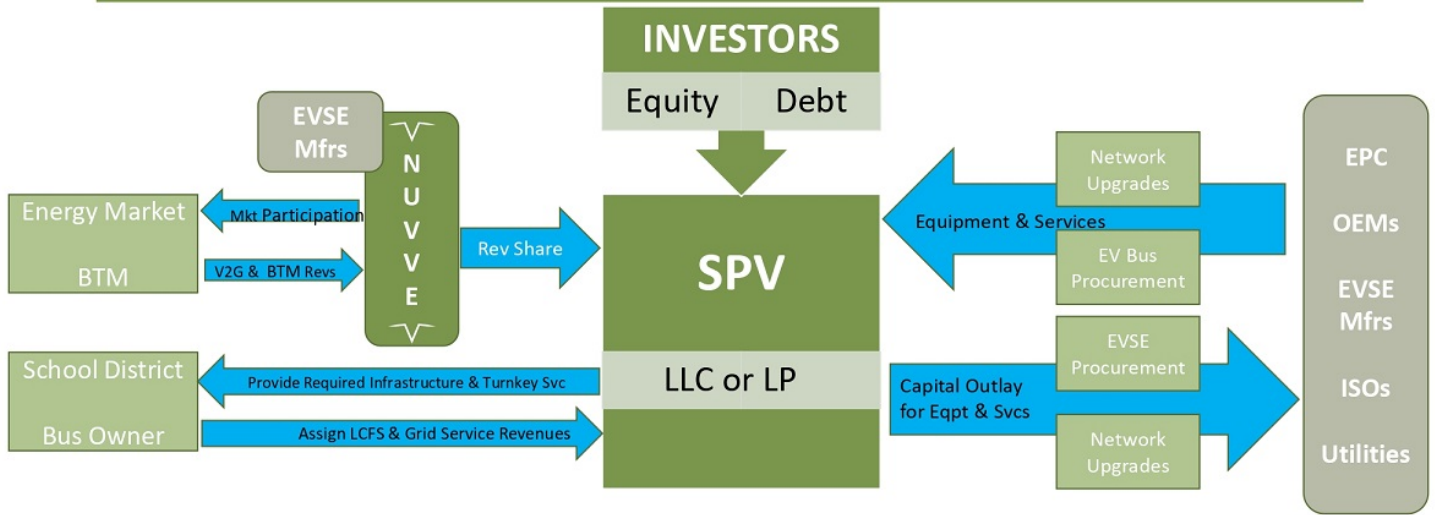 INVESTORS
Equity Debt
EVSE
Mfrs
NUVVE
Energy Market
BTM
Mkt Participation
V2G & BTM Revs
Rev Share
SPV
LLC or LP
School District
Bus Owner
Provide Required Infrastructure & Turnkey Svc
Assign LCFS & Grid Service Revenues
Network
Upgrades
Equipment & Services
EV Bus
Procurement
EVSE
Procurement
Capital Outlay
for Eqpt & Svcs
Network
Upgrades
EPC
OEMs
EVSE
Mfrs
ISOs
Utilities